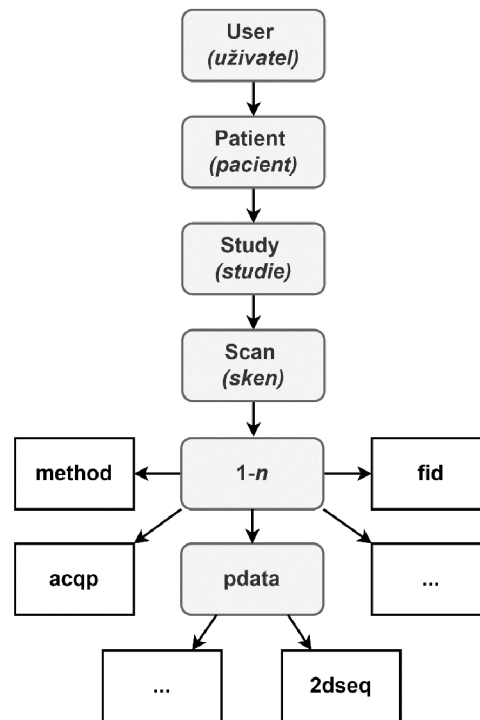 User
(uživatel)
Patient
(pacient)
Study
(studie)
Scan
(sken)
method
1-n
fid
acqp
pdata
...
...
2dseq